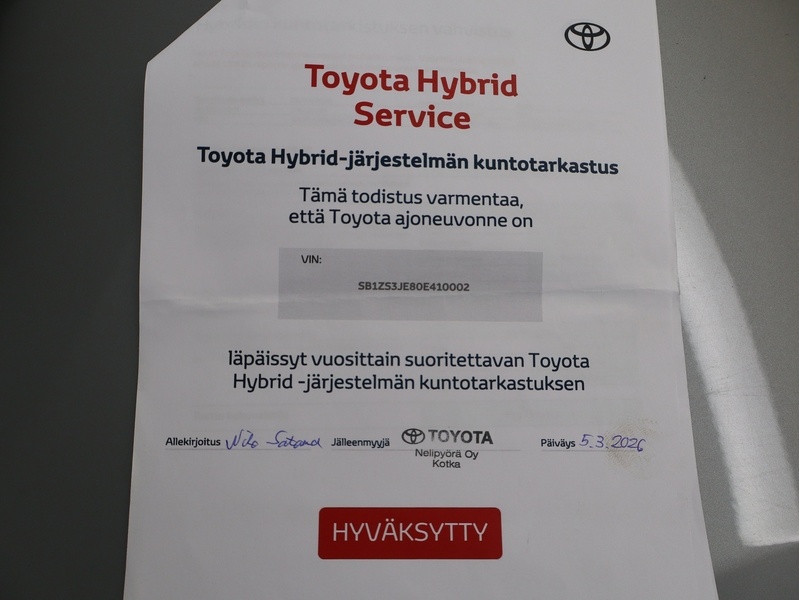 Toyota Hybrid
Service
Toyota Hybrid-järjestelmän kuntotarkastus
Tämä todistus varmentaa,
että Toyota ajoneuvonne on
VIN:
SB1ZS3JE80E410002
läpäissyt vuosittain suoritettavan Toyota
Hybrid -järjestelmän kuntotarkastuksen
Allekirjoitus Jälleenmyyjä TOYOTA Päiväys 5.3.2026
Nelipyörä Oy
Kotka
HYVÄKSYTTY